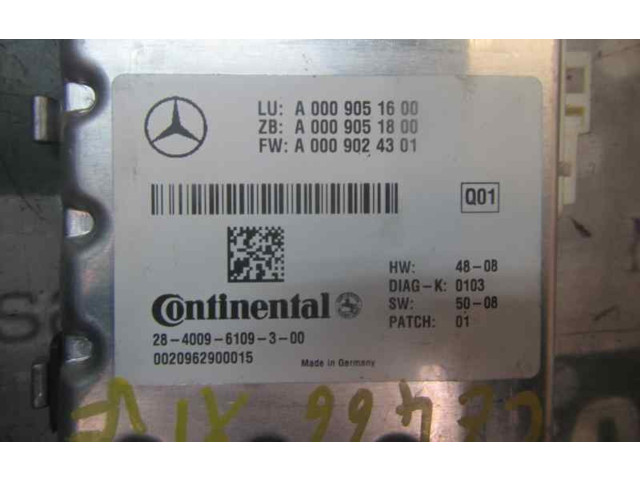 LU: A 000 905 16 00
ZB: A 000 905 18 00
FW: A 000 902 43 01
Q01
HW: 48-08
DIAG-K: 0103
SW: 50-08
PATCH: 01
Continental
28-4009-6109-3-00
0020962900015
Made in Germany